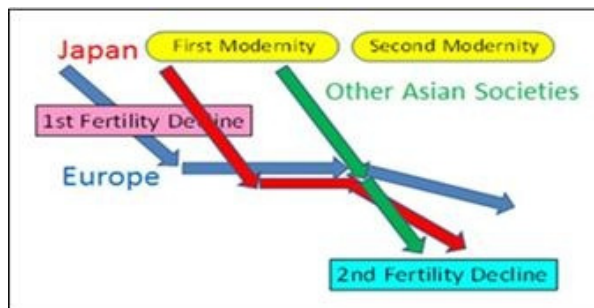 Japan
First Modernity
Second Modernity
Other Asian Societies
1st Fertility Decline
Europe
2nd Fertility Decline